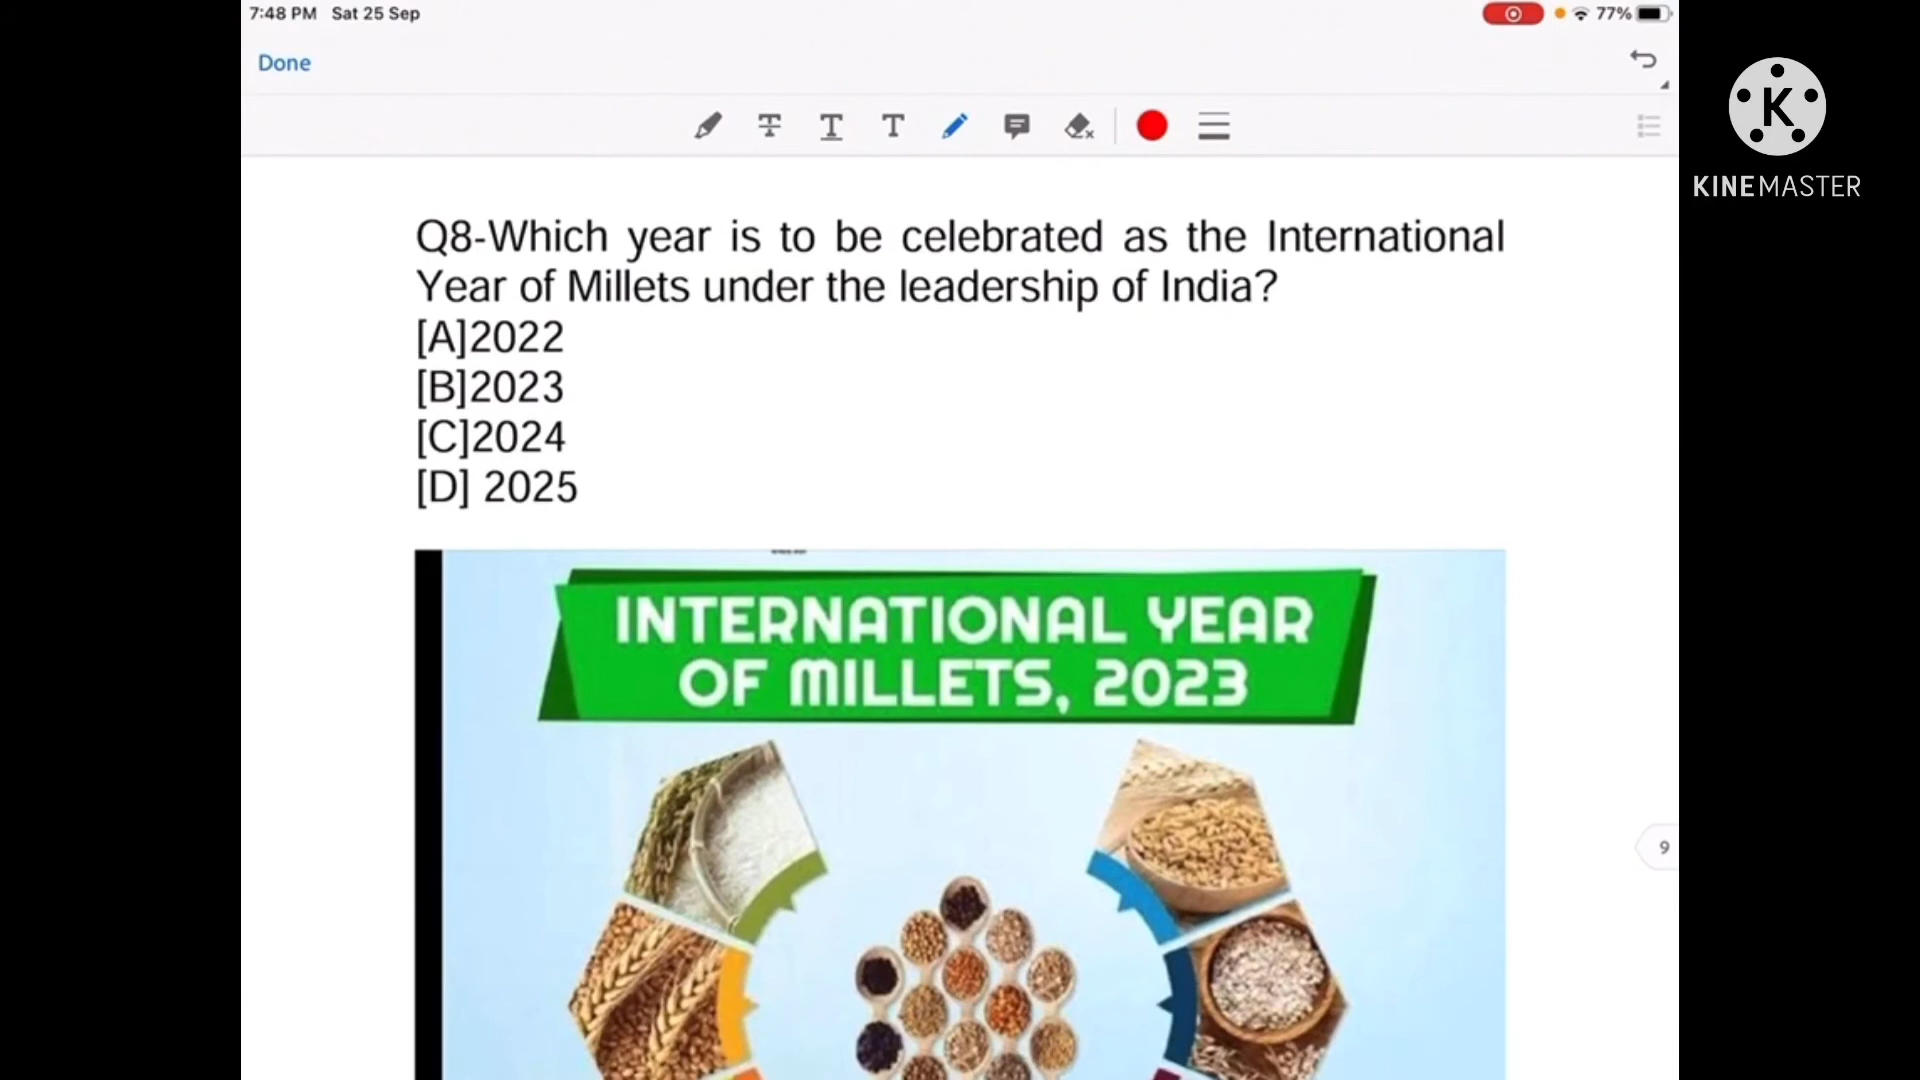 7:48 PM Sat 25 Sep
77%
Done
T T T
K
KINEMASTER
Q8-Which year is to be celebrated as the International
Year of Millets under the leadership of India?
[A]2022
[B]2023
[C]2024
[D] 2025
INTERNATIONAL YEAR
OF MILLETS, 2023
9